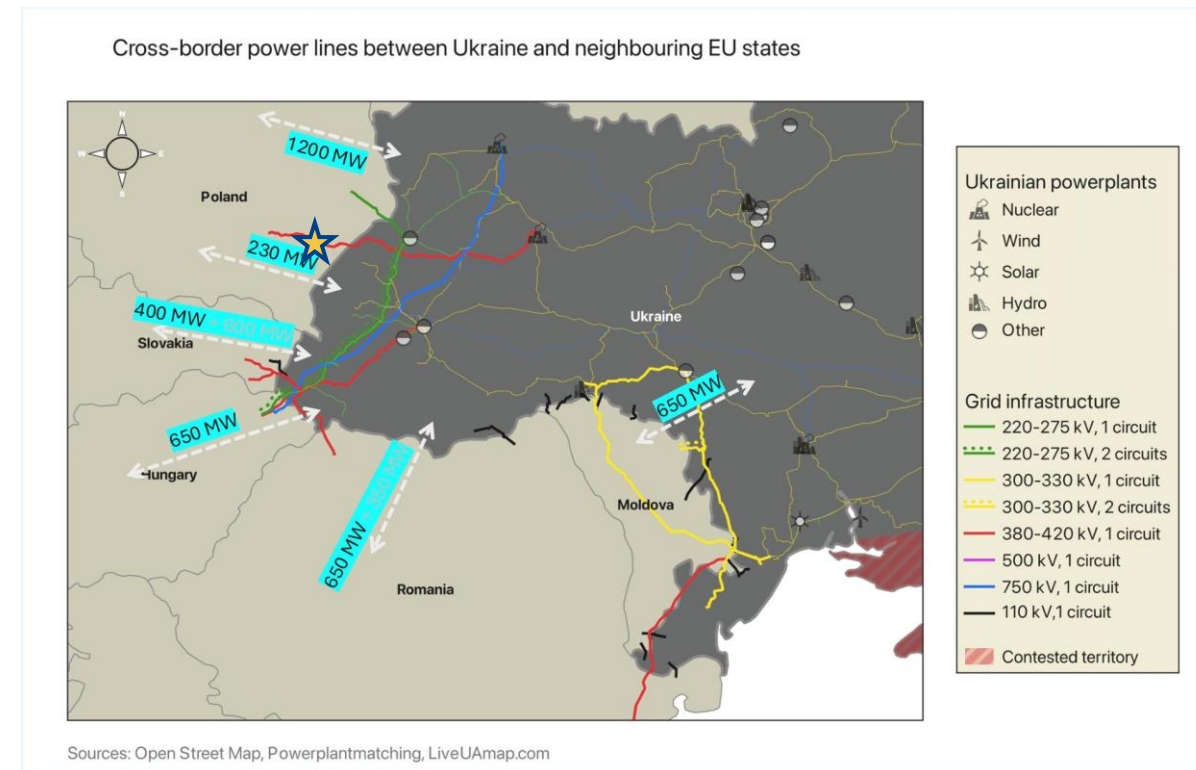 Cross-border power lines between Ukraine and neighbouring EU states
N
W
E
S
1200 MW
Poland
230 MW
400 MW + 600 MW
Slovakia
650 MW
Hungary
650 MW
Ukraine
650 MW
Moldova
Romania
Ukrainian powerplants
Nuclear
Wind
Solar
Hydro
Other
Grid infrastructure
220-275 kV, 1 circuit
220-275 kV, 2 circuits
300-330 kV, 1 circuit
300-330 kV, 2 circuits
380-420 kV, 1 circuit
500 kV, 1 circuit
750 kV, 1 circuit
110 kV,1 circuit
Contested territory
Sources: Open Street Map, Powerplantmatching, LiveUAmap.com